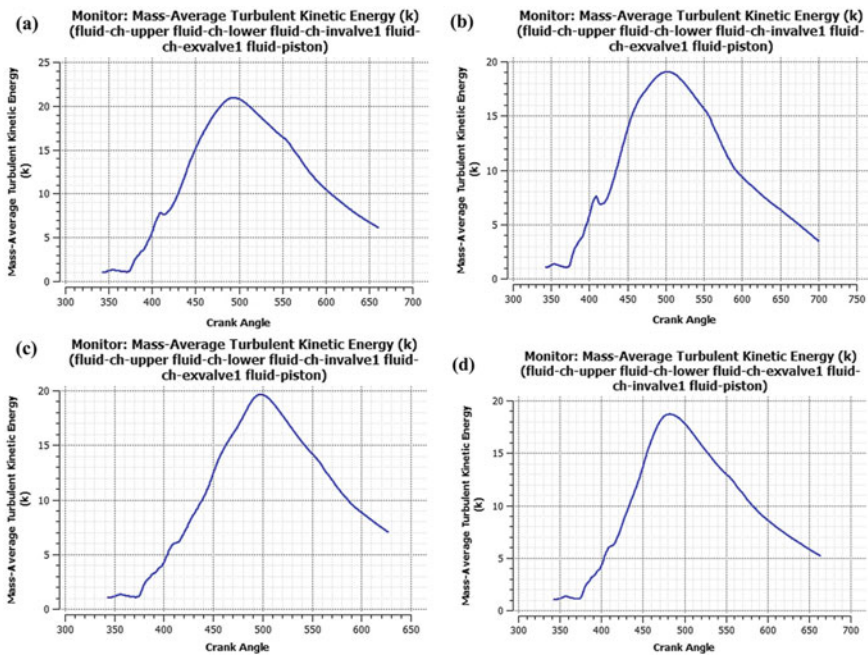 (a)
Monitor: Mass-Average Turbulent Kinetic Energy (k)
(fluid-ch-upper fluid-ch-lower fluid-ch-invalve1 fluid-
ch-exvalve1 fluid-piston)
Mass-Average Turbulent Kinetic Energy
(k)
25
20
15
10
5
0
300 350 400 450 500 550 600 650 700
Crank Angle
(b)
Monitor: Mass-Average Turbulent Kinetic Energy (k)
(fluid-ch-upper fluid-ch-lower fluid-ch-invalve1 fluid-
ch-exvalve1 fluid-piston)
Mass-Average Turbulent Kinetic Energy
(k)
20
15
10
5
0
300 350 400 450 500 550 600 650 700 750
Crank Angle
(c)
Monitor: Mass-Average Turbulent Kinetic Energy (k)
(fluid-ch-upper fluid-ch-lower fluid-ch-invalve1 fluid-
ch-exvalve1 fluid-piston)
Mass-Average Turbulent Kinetic Energy
(k)
20
15
10
5
0
300 350 400 450 500 550 600 650
Crank Angle
(d)
Monitor: Mass-Average Turbulent Kinetic Energy (k)
(fluid-ch-upper fluid-ch-lower fluid-ch-exvalve1 fluid-
ch-invalve1 fluid-piston)
Mass-Average Turbulent Kinetic Energy
(k)
20
15
10
5
0
300 350 400 450 500 550 600 650 700
Crank Angle